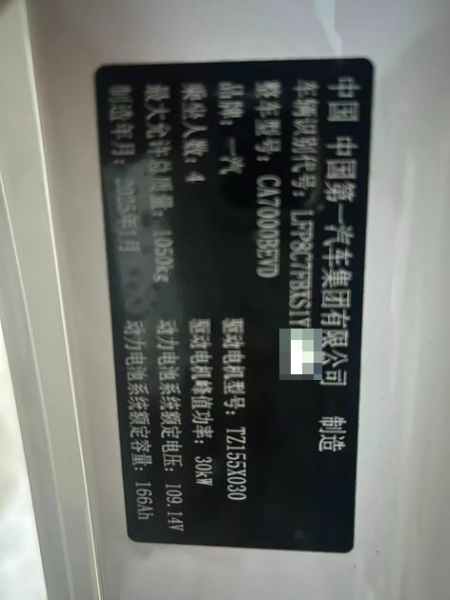 中国 中国第一汽车集团有限公司 制造
车辆识别代号: LFP8C7FBXS1Y
整车型号: CA7000BEVD
品牌: 一汽 驱动电机型号: TZ155X030
乘坐人数: 4 驱动电机峰值功率: 30kW
最大允许总质量: 1050kg 动力电池系统额定电压: 109.14V
制造年月: 2025年 月 动力电池系统额定容量: 166Ah